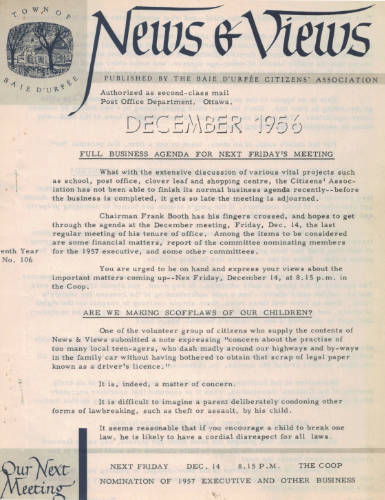 TOWN OF
BAIE D'URFÉE
News & Views
PUBLISHED BY THE BAIE D'URFÉE CITIZENS' ASSOCIATION
Authorized as second-class mail
Post Office Department, Ottawa.
DECEMBER 1956
FULL BUSINESS AGENDA FOR NEXT FRIDAY'S MEETING
What with the extensive discussion of various vital projects such
as school, post office, clover leaf and shopping centre, the Citizens' Assoc-
iation has not been able to finish its normal business agenda recently--before
the business is completed, it gets so late the meeting is adjourned.
Chairman Frank Booth has his fingers crossed, and hopes to get
through the agenda at the December meeting, Friday, Dec. 14, the last
regular meeting of his tenure of office. Among the items to be considered
are some financial matters, report of the committee nominating members
for the 1957 executive, and some other committees.
enth Year
No. 106
You are urged to be on hand and express your views about the
important matters coming up--Nex Friday, December 14, at 8.15 p.m. in
the Coop.
ARE WE MAKING SCOFFLAWS OF OUR CHILDREN?
One of the volunteer group of citizens who supply the contents of
News & Views submitted a note expressing "concern about the practise of
too many local teen-agers, who dash madly around our highways and by-ways
in the family car without having bothered to obtain that scrap of legal paper
known as a driver's licence."
It is, indeed, a matter of concern.
It is difficult to imagine a parent deliberately condoning other
forms of lawbreaking, such as theft or assault, by his child.
It seems reasonable that if you encourage a child to break one
law, he is likely to have a cordial disrespect for all laws.
Our Next
Meeting
NEXT FRIDAY DEC. 14 8.15 P.M. THE COOP
NOMINATION OF 1957 EXECUTIVE AND OTHER BUSINESS